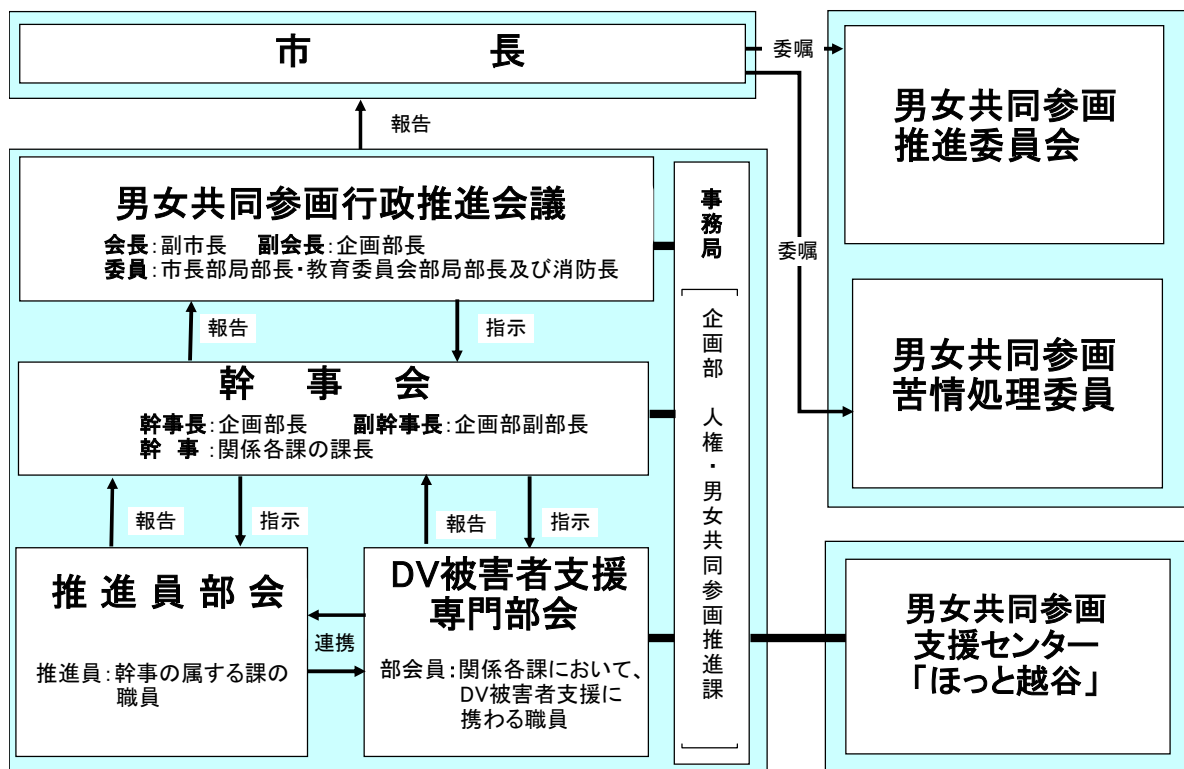 市 長
委嘱
男女共同参画
推進委員会
報告
男女共同参画行政推進会議
会長：副市長 副会長：企画部長
委員：市長部局部長・教育委員会部局部長及び消防長
事務局
企画部 人権・男女共同参画推進課
委嘱
男女共同参画
苦情処理委員
報告
指示
幹 事 会
幹事長：企画部長 副幹事長：企画部副部長
幹 事：関係各課の課長
報告
指示
報告
指示
推 進 員 部 会
推進員：幹事の属する課の
職員
連携
DV被害者支援
専門部会
部会員：関係各課において、
DV被害者支援に
携わる職員
男女共同参画
支援センター
「ほっと越谷」